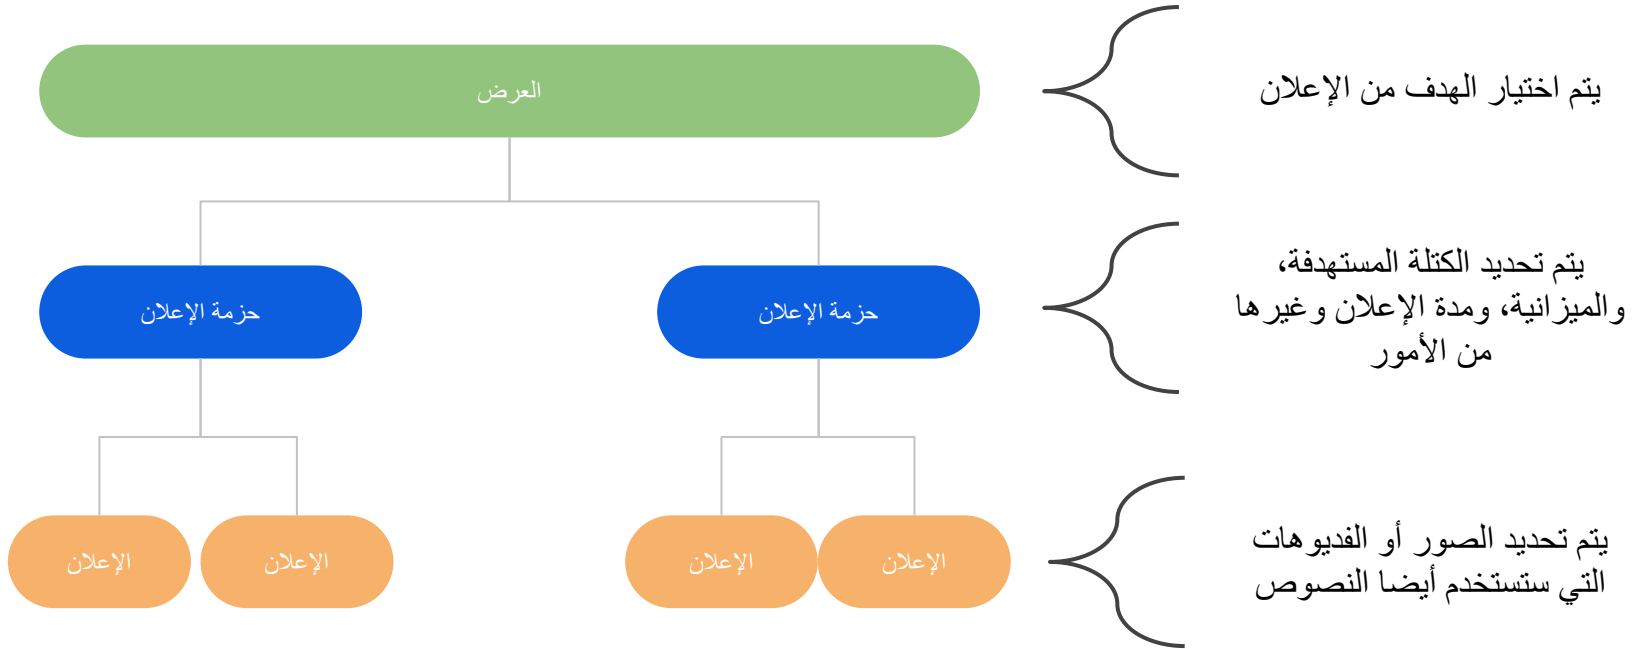 العرض
يتم اختيار الهدف من الإعلان
حزمة الإعلان
حزمة الإعلان
يتم تحديد الكتلة المستهدفة،
والميزانية، ومدة الإعلان وغيرها
من الأمور
الإعلان
الإعلان
الإعلان
الإعلان
يتم تحديد الصور أو الفديوهات
التي ستستخدم أيضا النصوص